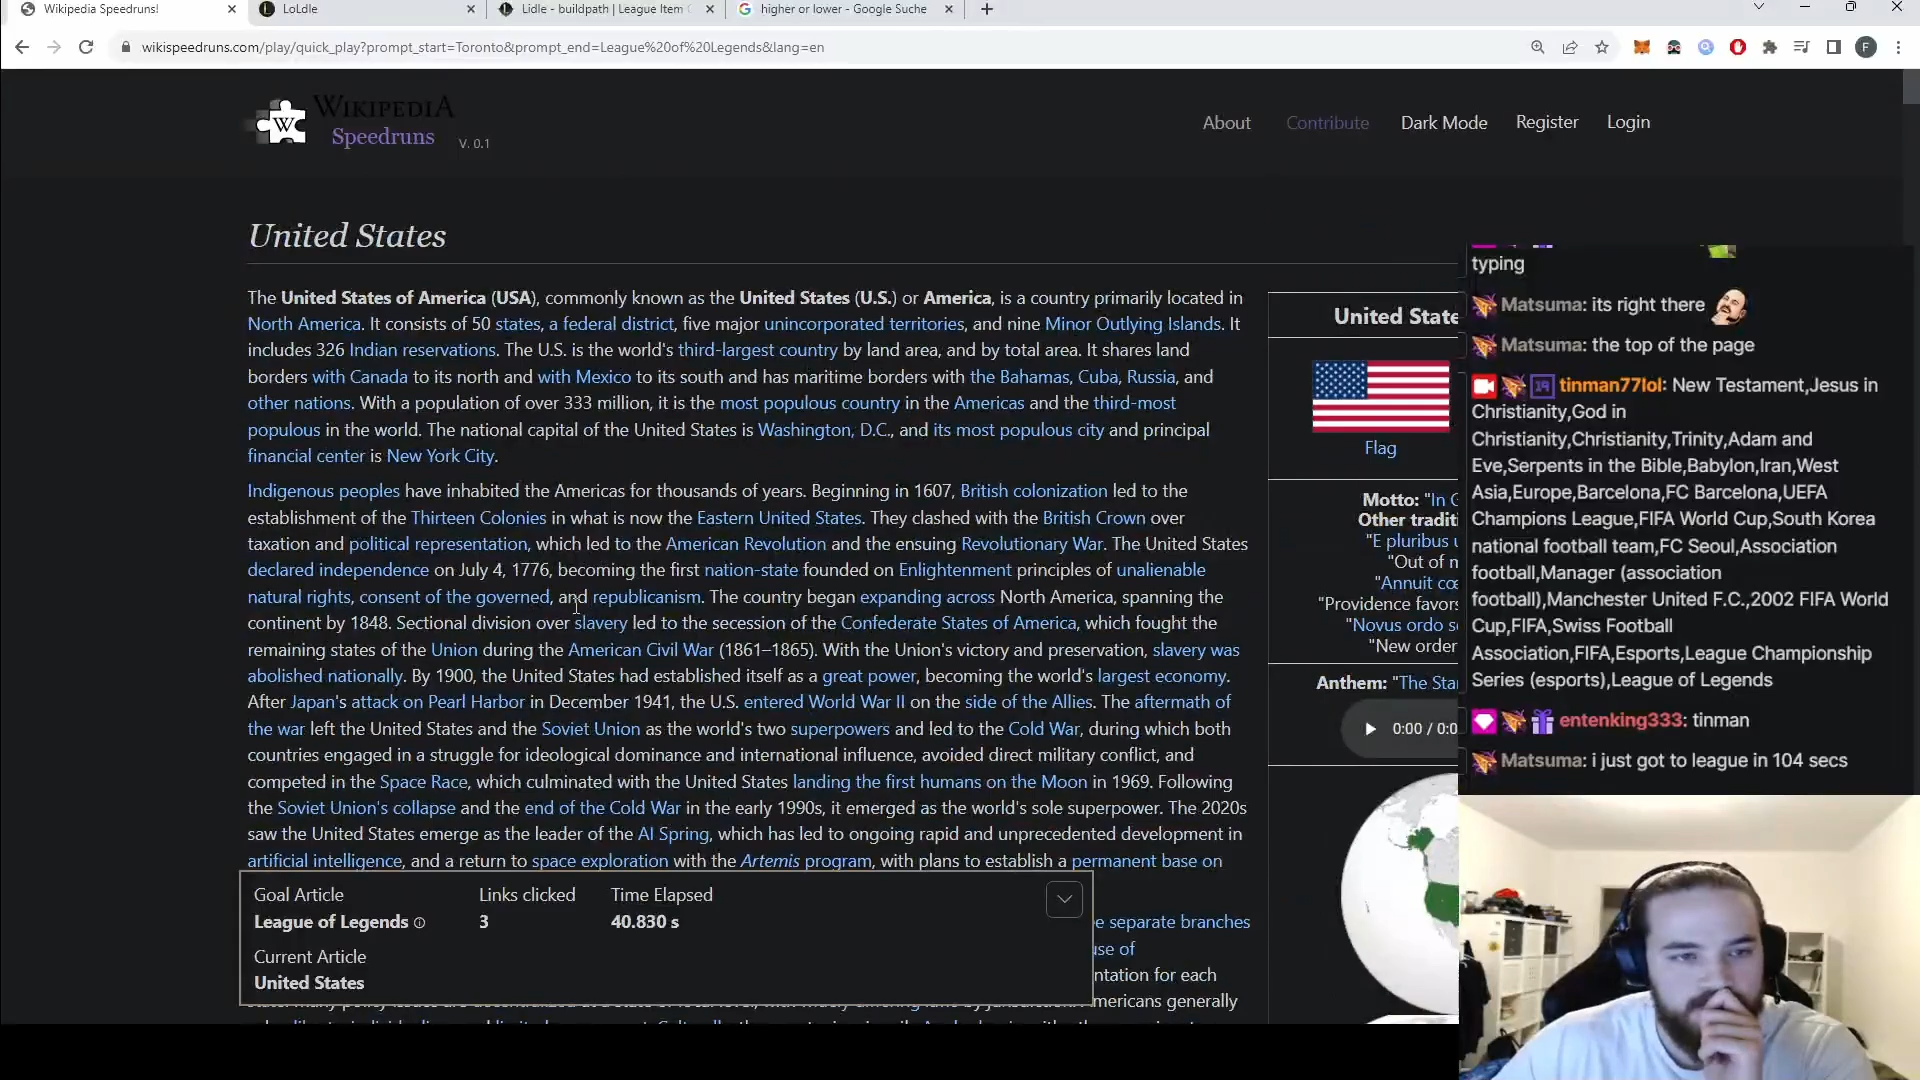 Wikipedia Speedruns!
LoLdle
Lidle - buildpath | League Item
higher or lower - Google Suche
wikispeedruns.com/play/quick_play?prompt_start=Toronto&prompt_end=League%20of%20Legends&lang=en
F
WIKIPEDIA
Speedruns
V. 0.1
W
About
Contribute
Dark Mode
Register
Login
United States
The United States of America (USA), commonly known as the United States (U.S.) or America, is a country primarily located in
North America. It consists of 50 states, a federal district, five major unincorporated territories, and nine Minor Outlying Islands. It
includes 326 Indian reservations. The U.S. is the world's third-largest country by land area, and by total area. It shares land
borders with Canada to its north and with Mexico to its south and has maritime borders with the Bahamas, Cuba, Russia, and
other nations. With a population of over 333 million, it is the most populous country in the Americas and the third-most
populous in the world. The national capital of the United States is Washington, D.C., and its most populous city and principal
financial center is New York City.
Indigenous peoples have inhabited the Americas for thousands of years. Beginning in 1607, British colonization led to the
establishment of the Thirteen Colonies in what is now the Eastern United States. They clashed with the British Crown over
taxation and political representation, which led to the American Revolution and the ensuing Revolutionary War. The United States
declared independence on July 4, 1776, becoming the first nation-state founded on Enlightenment principles of unalienable
natural rights, consent of the governed, and republicanism. The country began expanding across North America, spanning the
continent by 1848. Sectional division over slavery led to the secession of the Confederate States of America, which fought the
remaining states of the Union during the American Civil War (1861–1865). With the Union's victory and preservation, slavery was
abolished nationally. By 1900, the United States had established itself as a great power, becoming the world's largest economy.
After Japan's attack on Pearl Harbor in December 1941, the U.S. entered World War II on the side of the Allies. The aftermath of
the war left the United States and the Soviet Union as the world's two superpowers and led to the Cold War, during which both
countries engaged in a struggle for ideological dominance and international influence, avoided direct military conflict, and
competed in the Space Race, which culminated with the United States landing the first humans on the Moon in 1969. Following
the Soviet Union's collapse and the end of the Cold War in the early 1990s, it emerged as the world's sole superpower. The 2020s
saw the United States emerge as the leader of the AI Spring, which has led to ongoing rapid and unprecedented development in
artificial intelligence, and a return to space exploration with the Artemis program, with plans to establish a permanent base on
separate branches
use of
ntation for each
mericans generally
Goal Article
League of Legends
Links clicked
3
Time Elapsed
40.830 s
Current Article
United States
United State
Flag
Motto: "In G
Other traditi
"E pluribus u
"Out of m
"Annuit cœ
"Providence favors
"Novus ordo s
"New order
Anthem: "The Star
0:00 / 0:0
typing
Matsuma: its right there
Matsuma: the top of the page
19 tinman77lol: New Testament,Jesus in
Christianity,God in
Christianity,Christianity,Trinity,Adam and
Eve,Serpents in the Bible,Babylon,Iran,West
Asia,Europe,Barcelona,FC Barcelona,UEFA
Champions League,FIFA World Cup,South Korea
national football team,FC Seoul,Association
football,Manager (association
football),Manchester United F.C.,2002 FIFA World
Cup,FIFA,Swiss Football
Association,FIFA,Esports,League Championship
Series (esports),League of Legends
entenking333: tinman
Matsuma: i just got to league in 104 secs